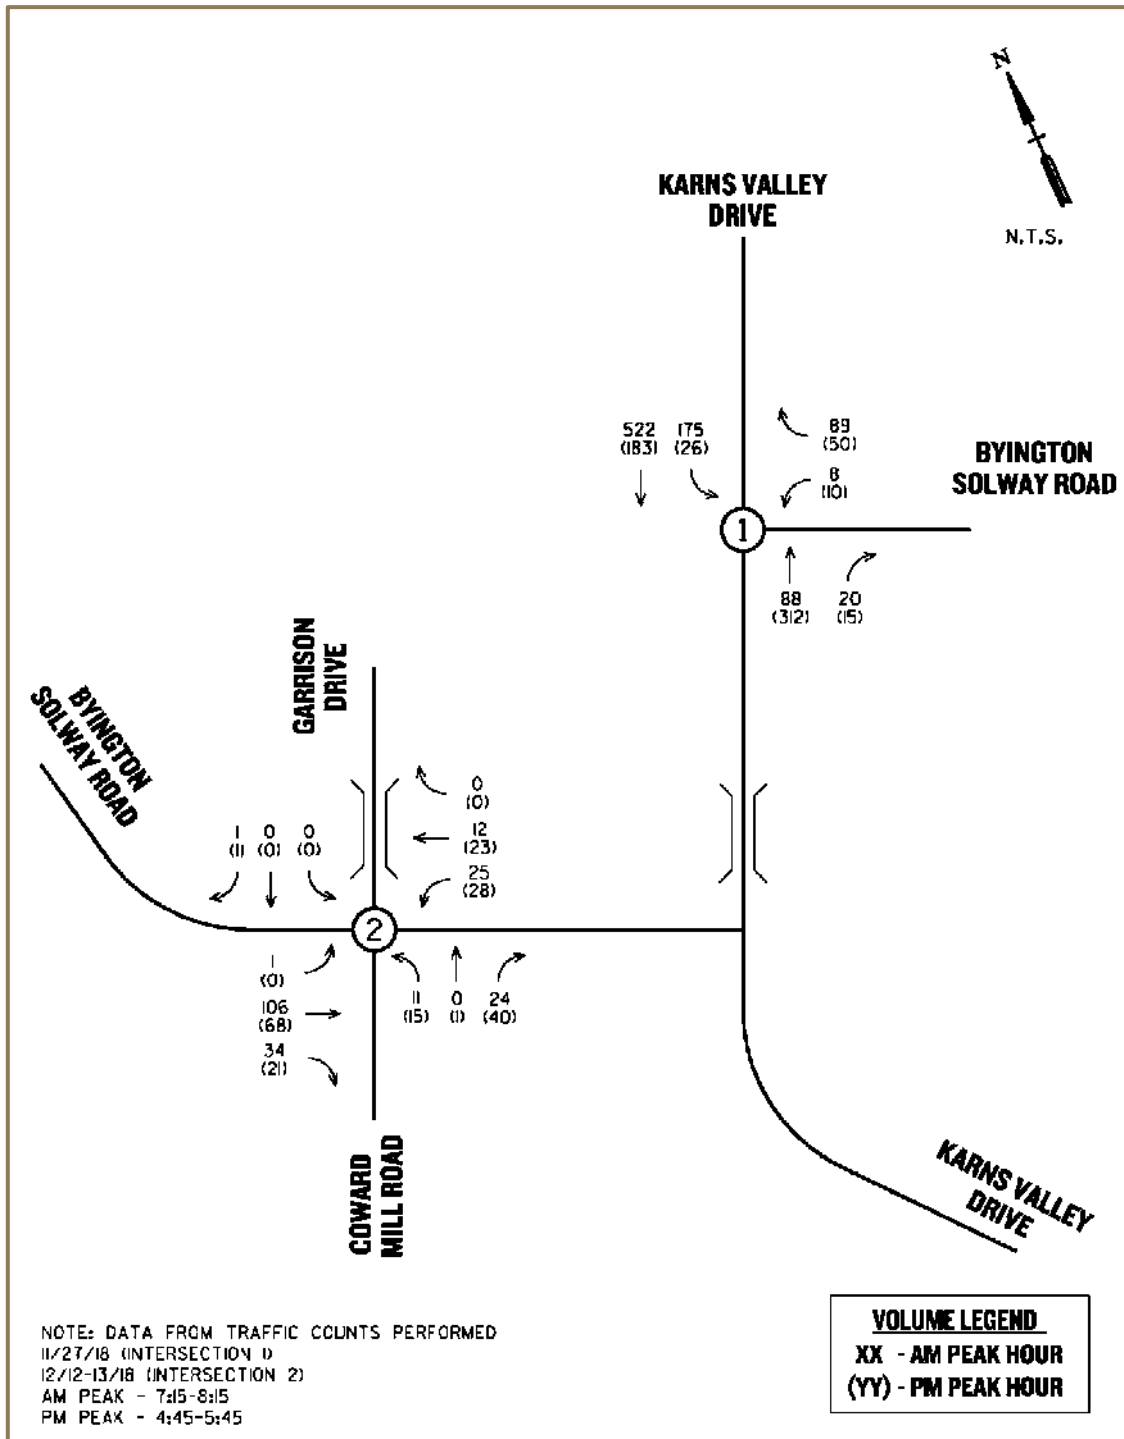 N
N.T.S.
KARNS VALLEY
DRIVE
522 175
(183) (26)
89
(50)
8
(10)
BYINGTON
SOLWAY ROAD
1
88 20
(312) (15)
GARRISON
DRIVE
BYINGTON
SOLWAY ROAD
0
(0)
12
(23)
25
(28)
1 0 0
(1) (0) (0)
2
1
(0)
106
(68)
34
(21)
11 0 24
(15) (1) (40)
COWARD
MILL ROAD
KARNS VALLEY
DRIVE
NOTE: DATA FROM TRAFFIC COUNTS PERFORMED
11/27/18 (INTERSECTION 1)
12/12-13/18 (INTERSECTION 2)
AM PEAK - 7:15-8:15
PM PEAK - 4:45-5:45
VOLUME LEGEND
XX - AM PEAK HOUR
(YY) - PM PEAK HOUR